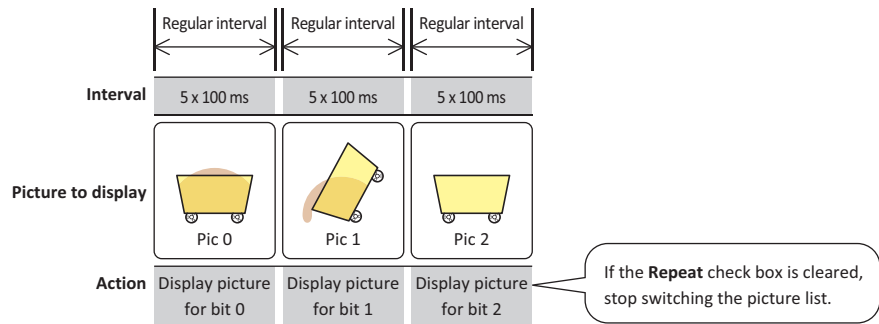 Regular interval Regular interval Regular interval
Interval 5 x 100 ms 5 x 100 ms 5 x 100 ms
Picture to display
Pic 0 Pic 1 Pic 2
Action Display picture for bit 0 Display picture for bit 1 Display picture for bit 2
If the Repeat check box is cleared,
stop switching the picture list.